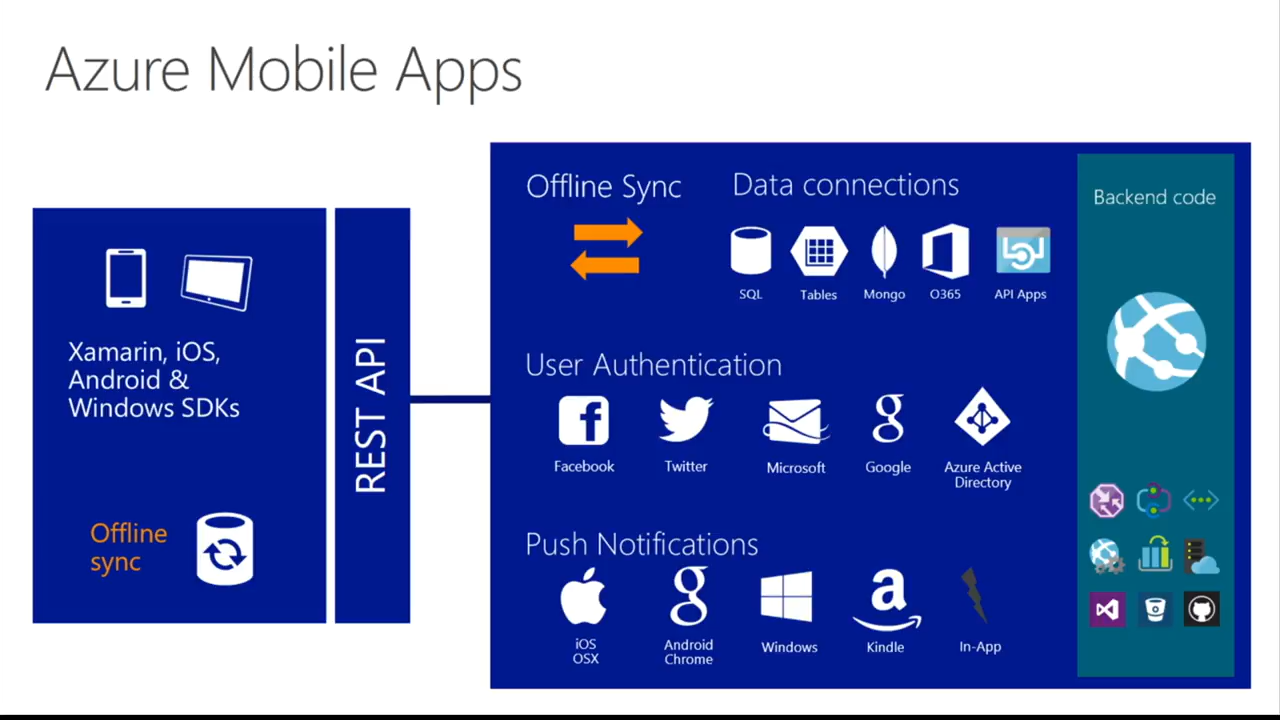 Azure Mobile Apps
Xamarin, iOS,
Android &
Windows SDKs
Offline
sync
REST API
Offline Sync
Data connections
SQL
Tables
Mongo
O365
API Apps
User Authentication
Facebook
Twitter
Microsoft
Google
Azure Active
Directory
Push Notifications
iOS
OSX
Android
Chrome
Windows
Kindle
In-App
Backend code